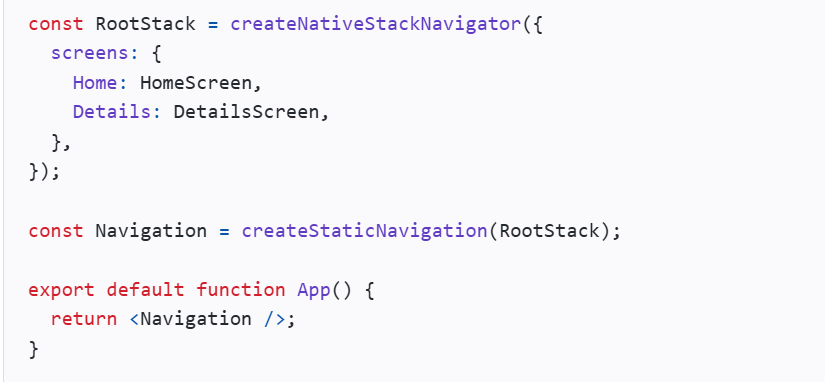 const RootStack = createNativeStackNavigator({
  screens: {
    Home: HomeScreen,
    Details: DetailsScreen,
  },
});

const Navigation = createStaticNavigation(RootStack);

export default function App() {
  return <Navigation />;
}